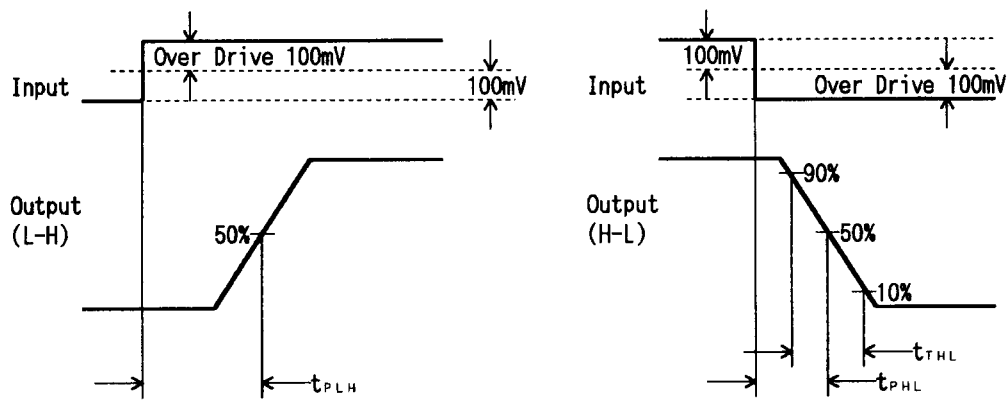 Over Drive 100mV
Input
100mV
Output
(L-H)
50%
tPLH
100mV
Input
Over Drive 100mV
Output
(H-L)
90%
50%
10%
tTHL
tPHL